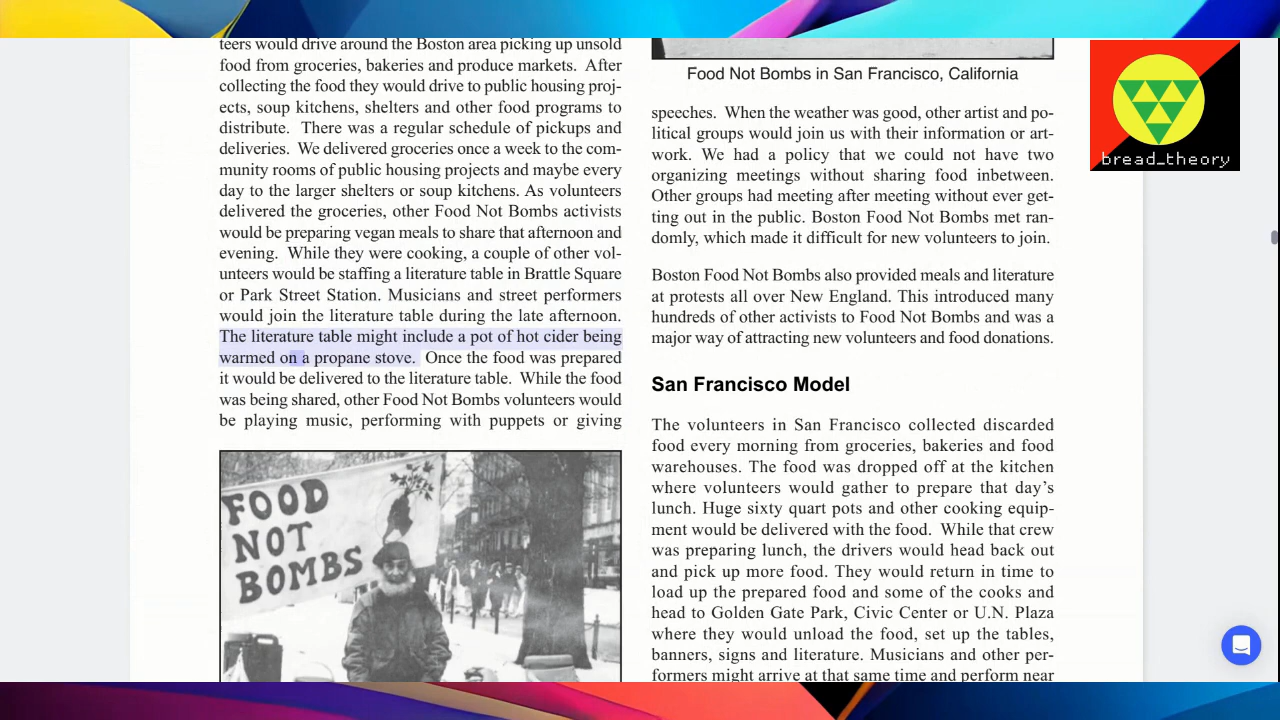 teers would drive around the Boston area picking up unsold
food from groceries, bakeries and produce markets. After
collecting the food they would drive to public housing proj-
ects, soup kitchens, shelters and other food programs to
distribute. There was a regular schedule of pickups and
deliveries. We delivered groceries once a week to the com-
munity rooms of public housing projects and maybe every
day to the larger shelters or soup kitchens. As volunteers
delivered the groceries, other Food Not Bombs activists
would be preparing vegan meals to share that afternoon and
evening. While they were cooking, a couple of other vol-
unteers would be staffing a literature table in Brattle Square
or Park Street Station. Musicians and street performers
would join the literature table during the late afternoon.
The literature table might include a pot of hot cider being
warmed on a propane stove. Once the food was prepared
it would be delivered to the literature table. While the food
was being shared, other Food Not Bombs volunteers would
be playing music, performing with puppets or giving
FOOD
NOT
BOMBS
Food Not Bombs in San Francisco, California
speeches. When the weather was good, other artist and po-
litical groups would join us with their information or art-
work. We had a policy that we could not have two
organizing meetings without sharing food inbetween.
Other groups had meeting after meeting without ever get-
ting out in the public. Boston Food Not Bombs met ran-
domly, which made it difficult for new volunteers to join.
Boston Food Not Bombs also provided meals and literature
at protests all over New England. This introduced many
hundreds of other activists to Food Not Bombs and was a
major way of attracting new volunteers and food donations.
San Francisco Model
The volunteers in San Francisco collected discarded
food every morning from groceries, bakeries and food
warehouses. The food was dropped off at the kitchen
where volunteers would gather to prepare that day's
lunch. Huge sixty quart pots and other cooking equip-
ment would be delivered with the food. While that crew
was preparing lunch, the drivers would head back out
and pick up more food. They would return in time to
load up the prepared food and some of the cooks and
head to Golden Gate Park, Civic Center or U.N. Plaza
where they would unload the food, set up the tables,
banners, signs and literature. Musicians and other per-
formers might arrive at that same time and perform near
bread_theory